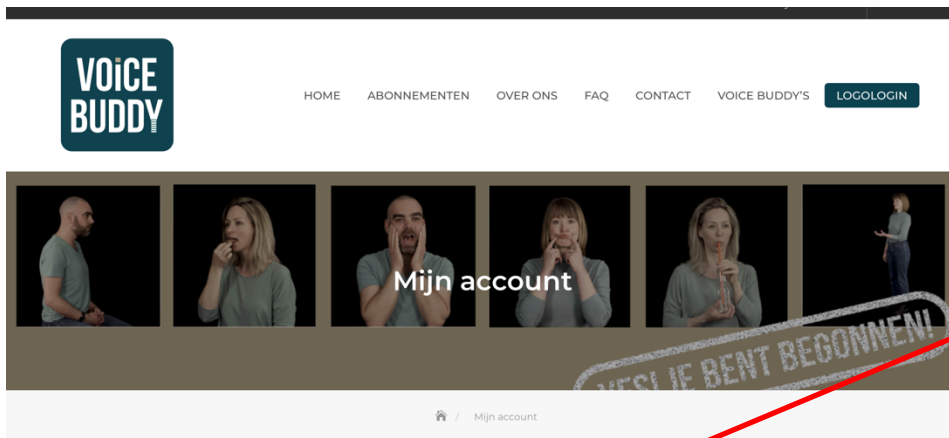 VOiCE
BUDDY
HOME ABONNEMENTEN OVER ONS FAQ CONTACT VOICE BUDDY'S LOGOLOGIN
Mijn account
YES! JE BENT BEGONNEN!
/ Mijn account